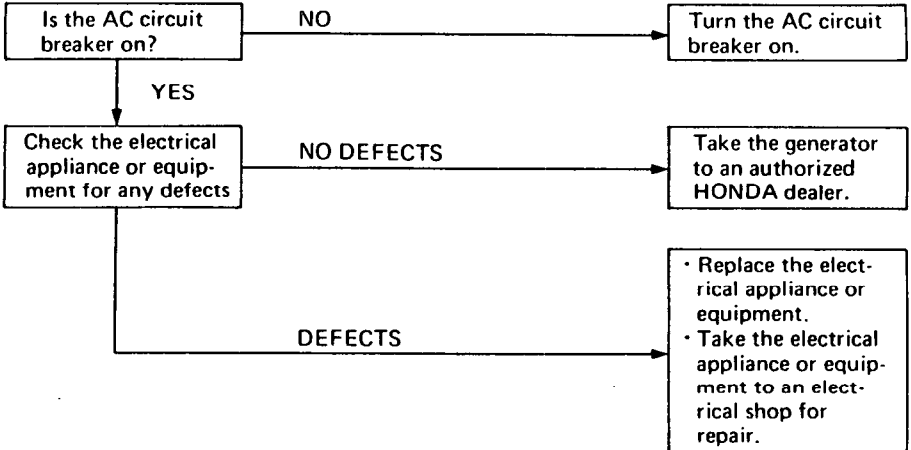 Is the AC circuit
breaker on?
NO
Turn the AC circuit
breaker on.
YES
Check the electrical
appliance or equip-
ment for any defects
NO DEFECTS
Take the generator
to an authorized
HONDA dealer.
DEFECTS
· Replace the elect-
rical appliance or
equipment.
· Take the electrical
appliance or equip-
ment to an elect-
rical shop for
repair.